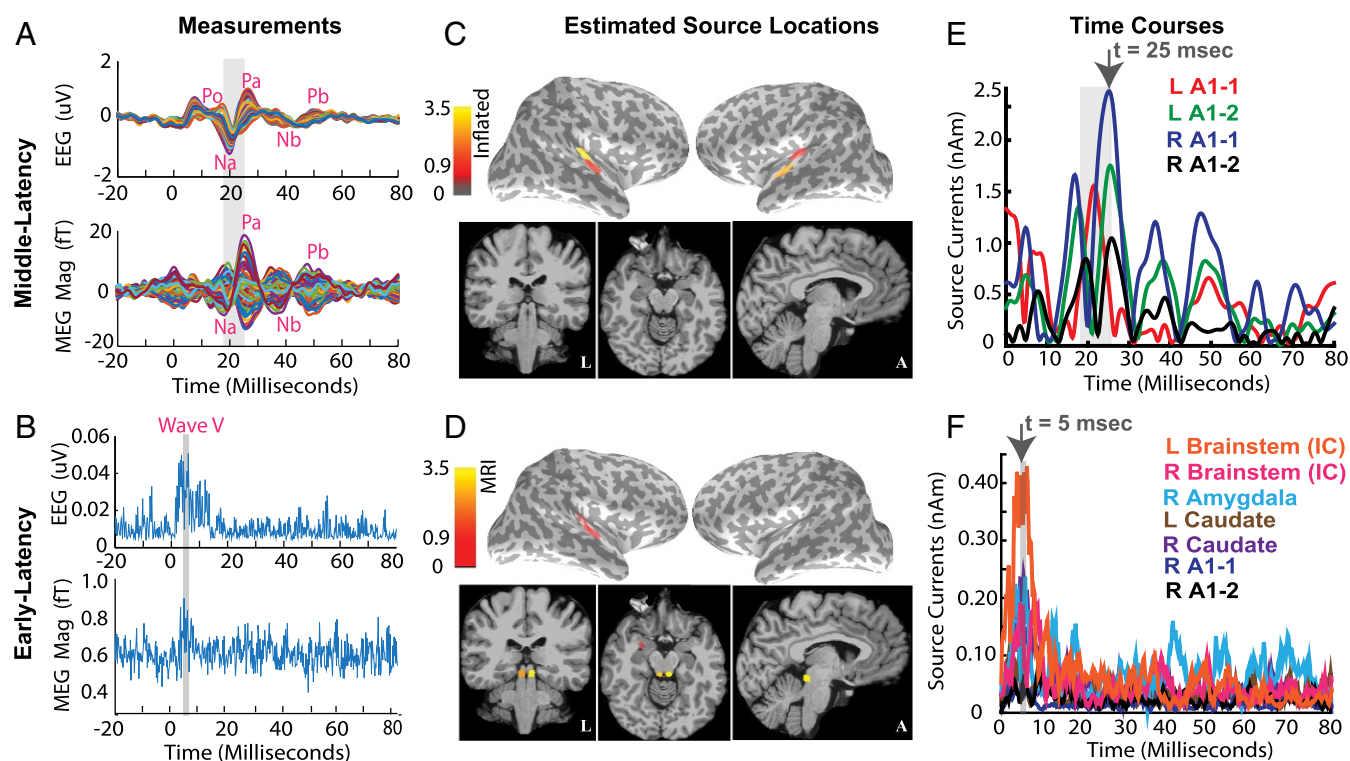 Measurements
Estimated Source Locations
Time Courses
Middle-Latency
Early-Latency
A
EEG (uV)
2
0
-2
Po
Na
Pa
Nb
Pb
-20 0 20 40 60 80
MEG Mag (fT)
20
0
-20
Na
Pa
Nb
Pb
-20 0 20 40 60 80
Time (Milliseconds)
B
Wave V
EEG (uV)
0.06
0.04
0.02
0
-20 0 20 40 60 80
MEG Mag (fT)
1.0
0.8
0.6
0.4
-20 0 20 40 60 80
Time (Milliseconds)
C
3.5
0.9
0
Inflated
L
A
D
3.5
0.9
0
MRI
L
A
E
t = 25 msec
L A1-1
L A1-2
R A1-1
R A1-2
Source Currents (nAm)
2.5
2.0
1.5
1.0
0.5
0
0 10 20 30 40 50 60 70 80
Time (Milliseconds)
F
t = 5 msec
L Brainstem (IC)
R Brainstem (IC)
R Amygdala
L Caudate
R Caudate
R A1-1
R A1-2
Source Currents (nAm)
0.40
0.30
0.20
0.10
0
0 10 20 30 40 50 60 70 80
Time (Milliseconds)